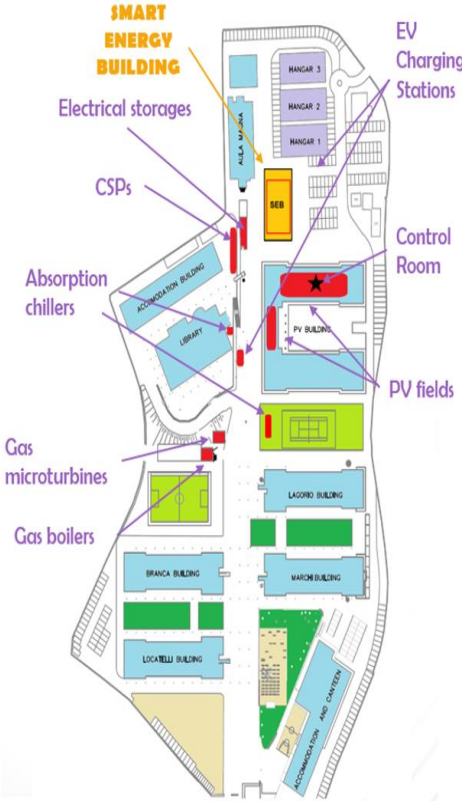 SMART
ENERGY
BUILDING
EV
Charging
Stations
Electrical storages
CSPs
Absorption
chillers
Gas
microturbines
Gas boilers
Control
Room
PV fields
HANGAR 3
HANGAR 2
HANGAR 1
AULA MAGNA
SEB
ACCOMODATION BUILDING
LIBRARY
PV BUILDING
LAGORIO BUILDING
BRANCA BUILDING
MARCHI BUILDING
LOCATELLI BUILDING
ACCOMMODATION AND CANTEEN